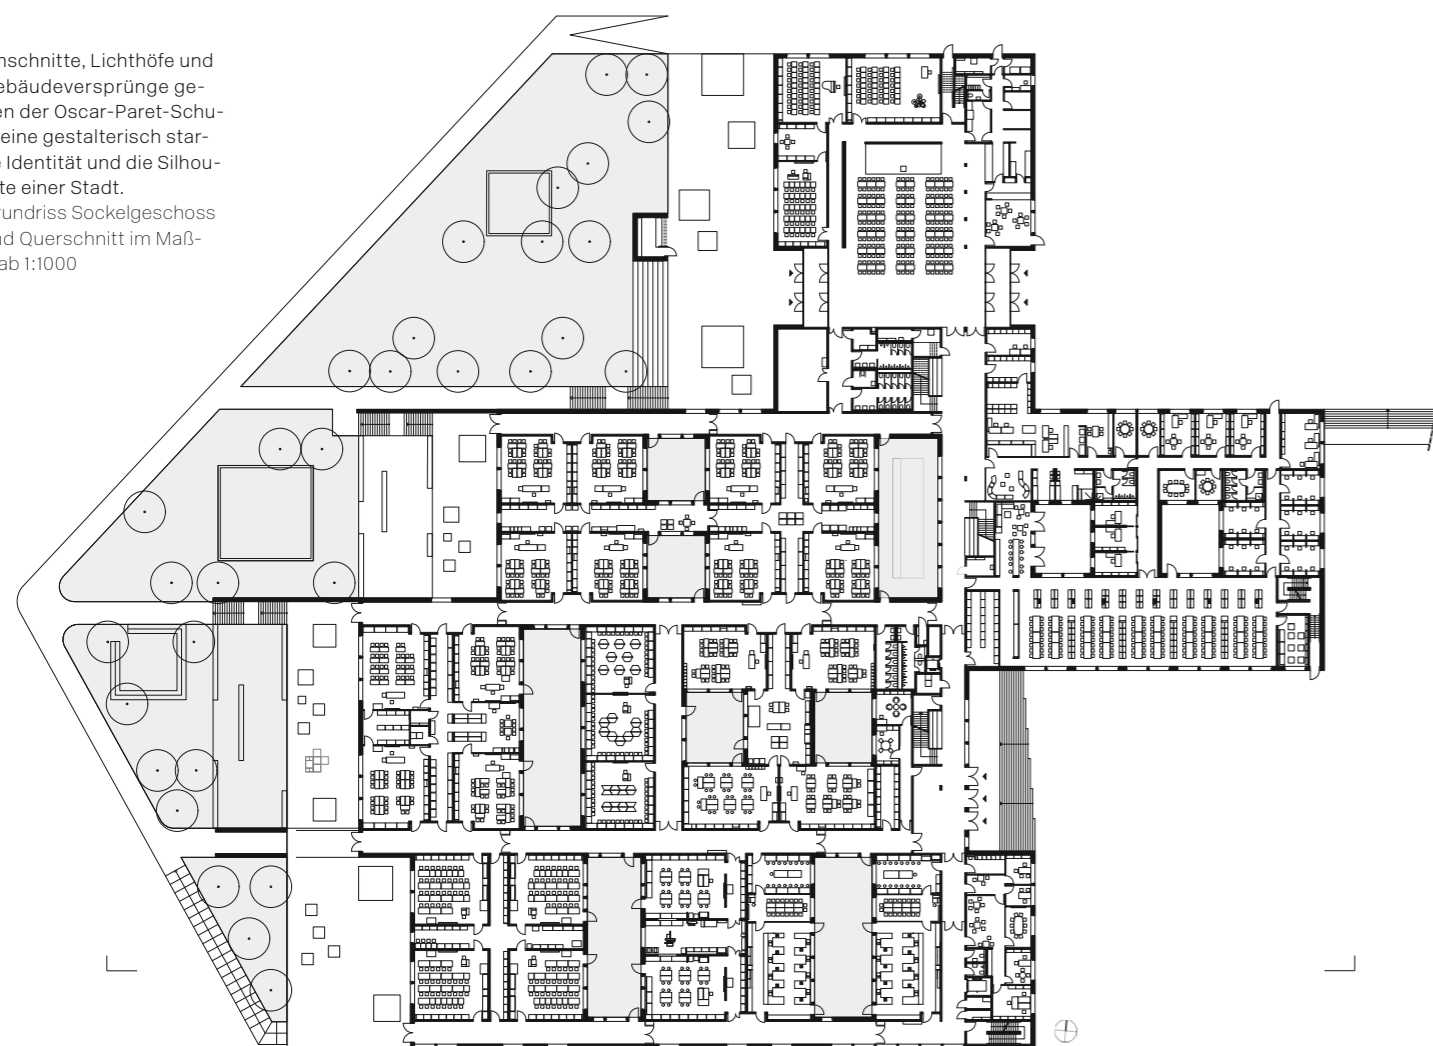 nschnitte, Lichthöfe und
ebäudeversprünge ge-
en der Oscar-Paret-Schu-
eine gestalterisch star-
e Identität und die Silhou-
te einer Stadt.
rundriss Sockelgeschoss
nd Querschnitt im Maß-
ab 1:1000